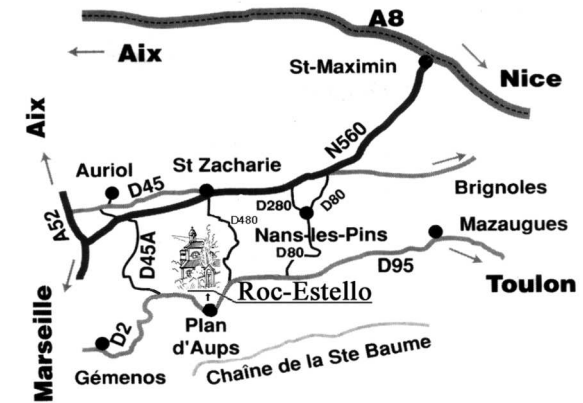 A8
Aix
St-Maximin
Nice
Aix
N560
Auriol
St Zacharie
D45
D280
D80
Brignoles
A52
D480
Nans-les-Pins
Mazaugues
D45A
D80
D95
Toulon
Roc-Estello
Marseille
D2
Plan
d'Aups
Gémenos
Chaîne de la Ste Baume